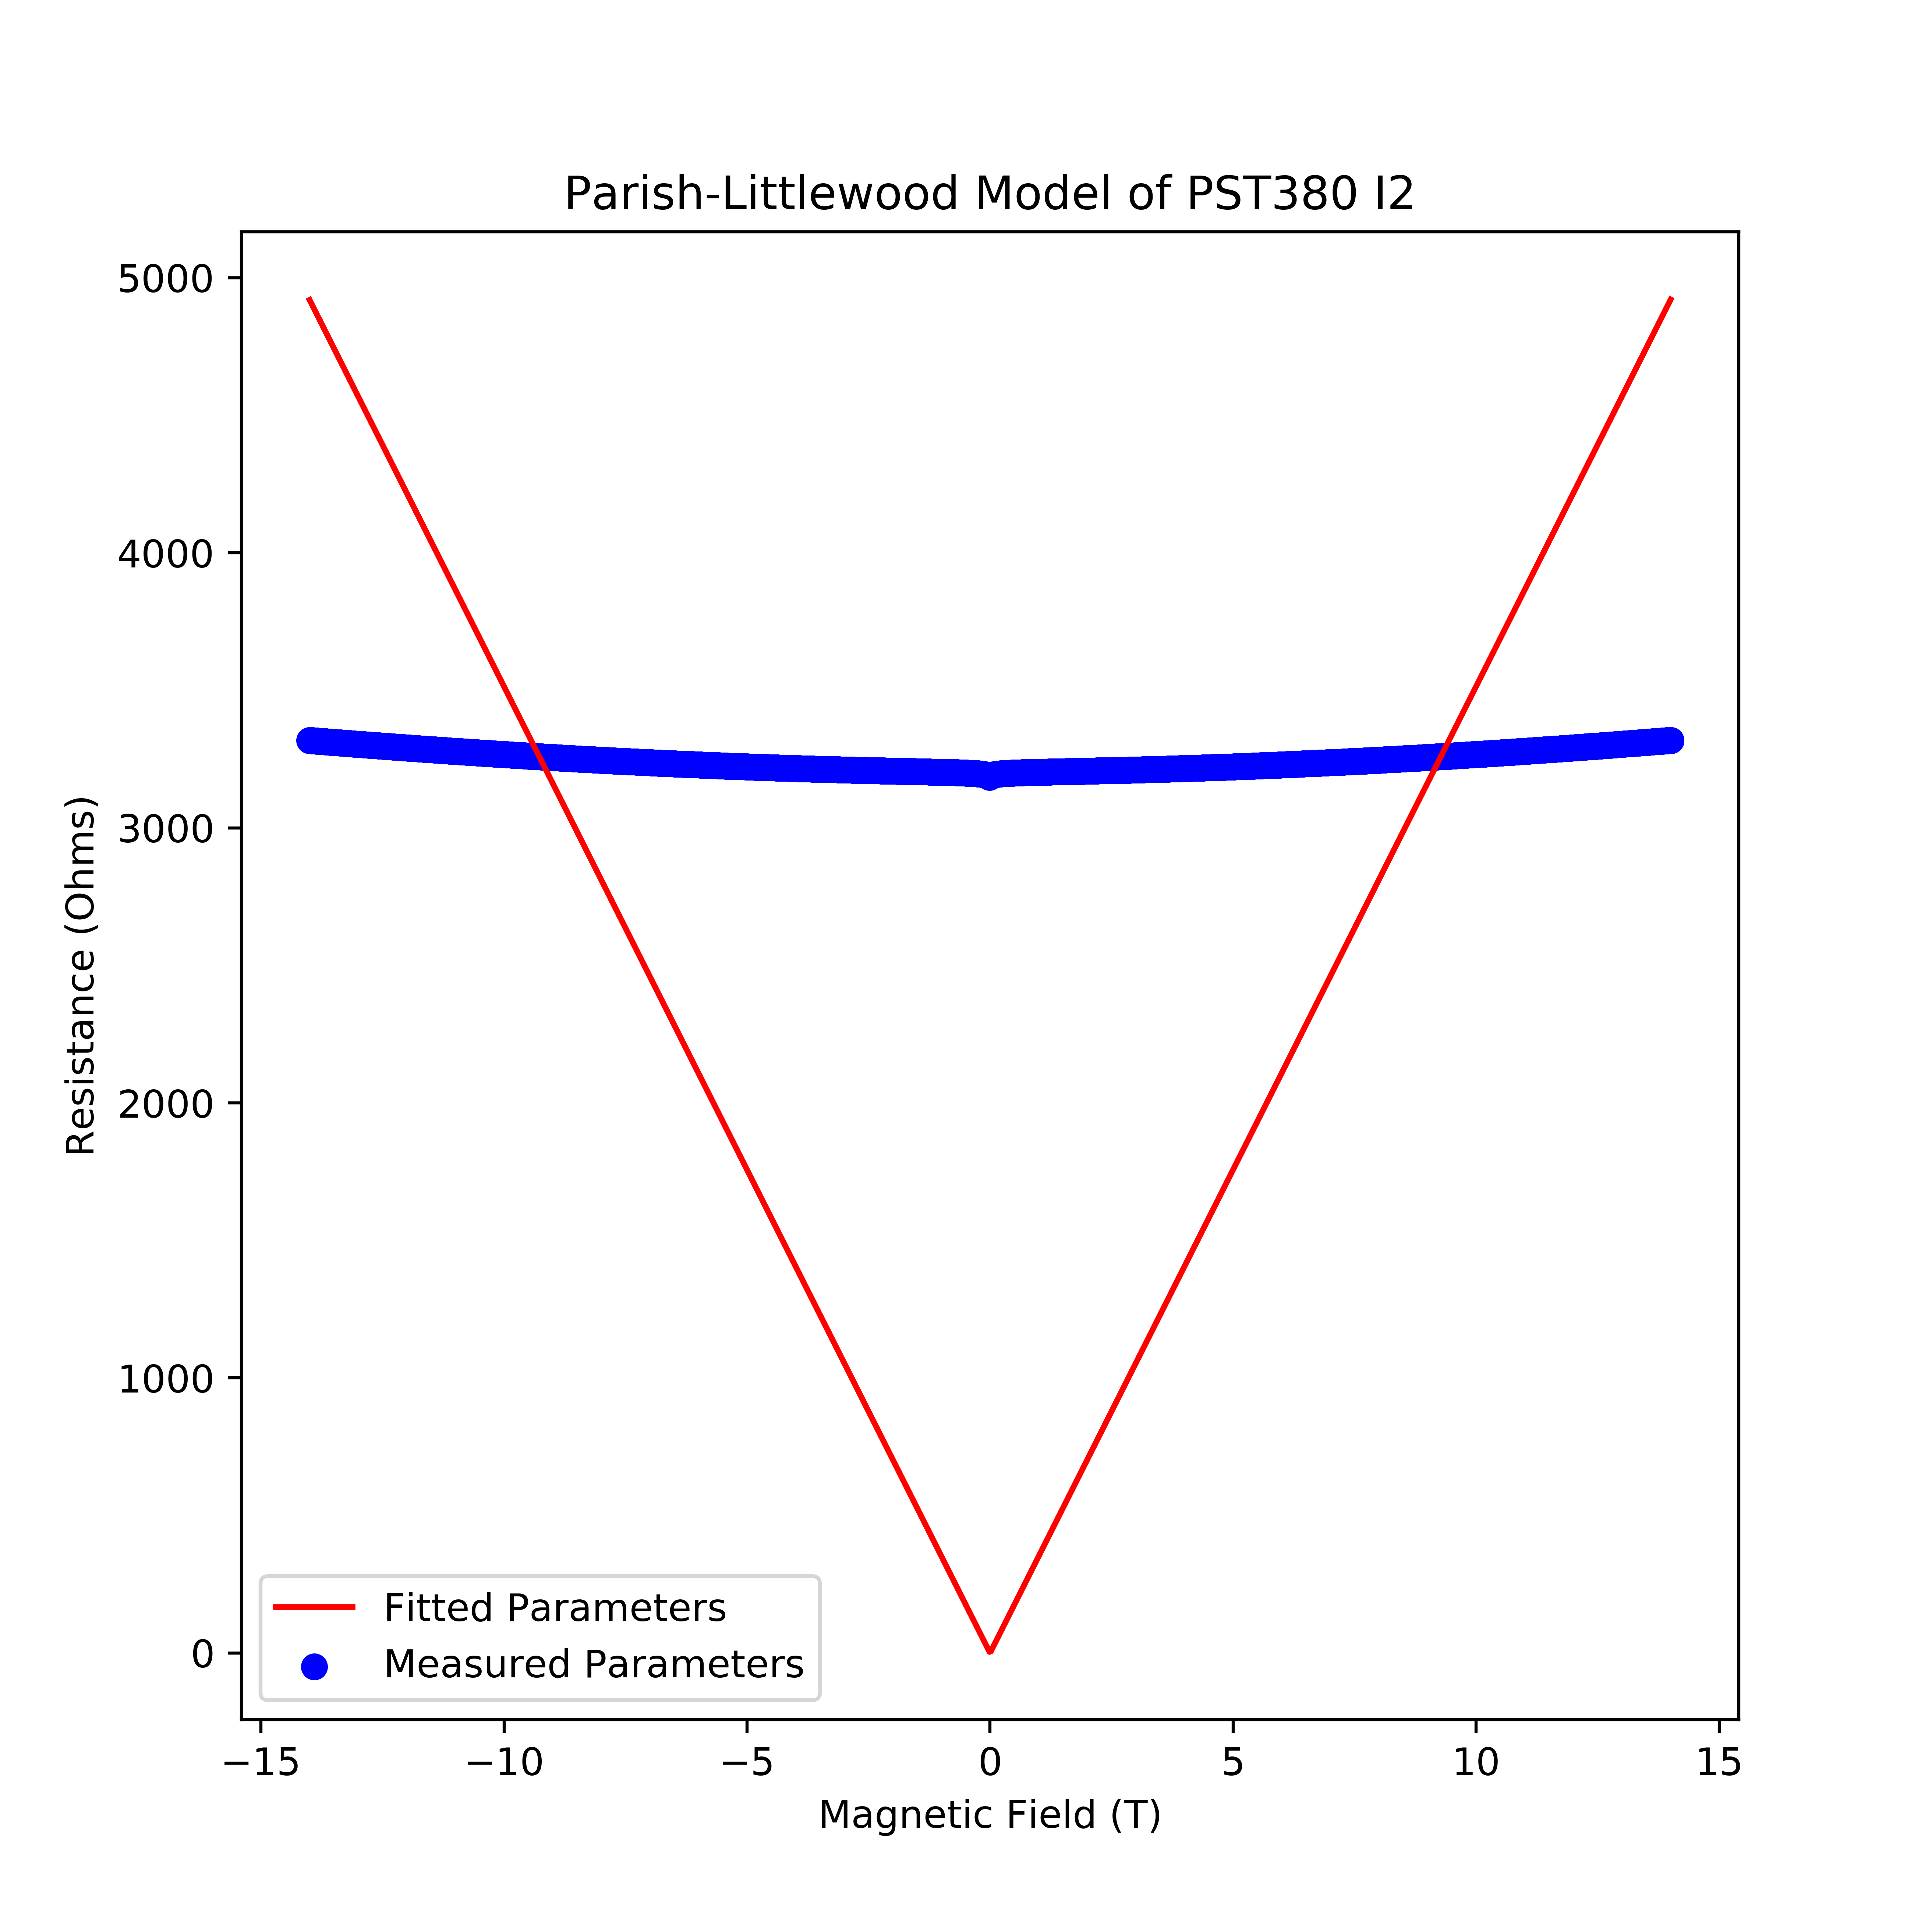 Parish-Littlewood Model of PST380 I2
5000
4000
3000
2000
1000
0
Resistance (Ohms)
Fitted Parameters
Measured Parameters
−15 −10 −5 0 5 10 15
Magnetic Field (T)